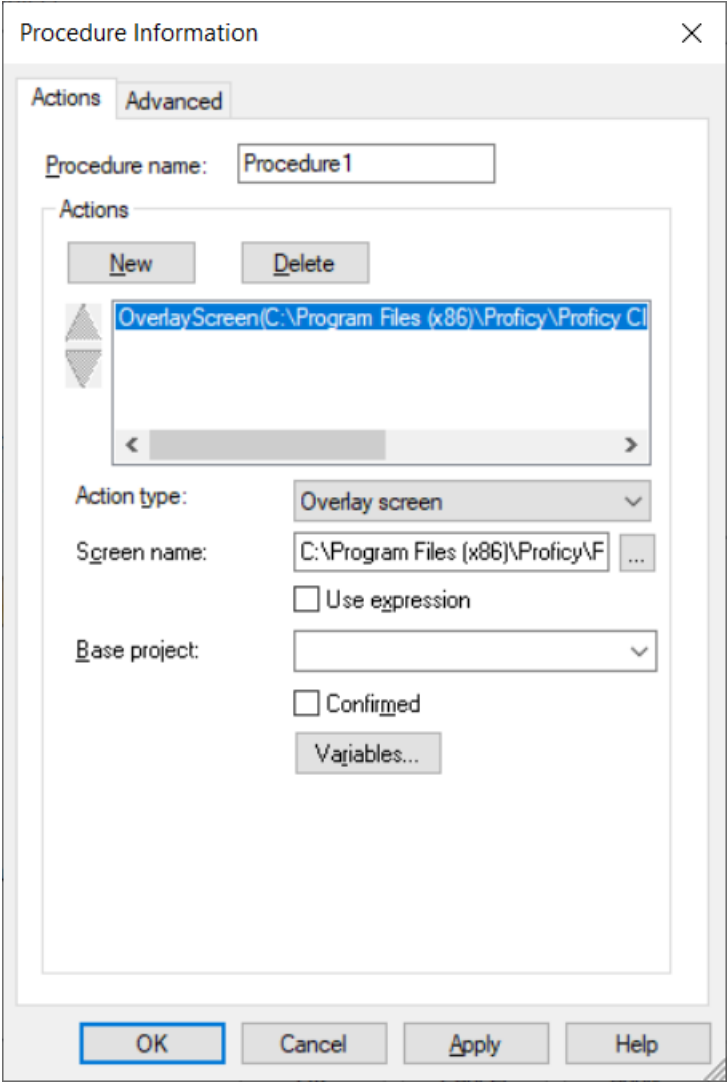 Procedure Information
Actions Advanced
Procedure name: Procedure1
Actions
New Delete
OverlayScreen(C:\Program Files (x86)\Proficy\Proficy CI
Action type: Overlay screen
Screen name: C:\Program Files (x86)\Proficy\F ...
Use expression
Base project:
Confirmed
Variables...
OK Cancel Apply Help